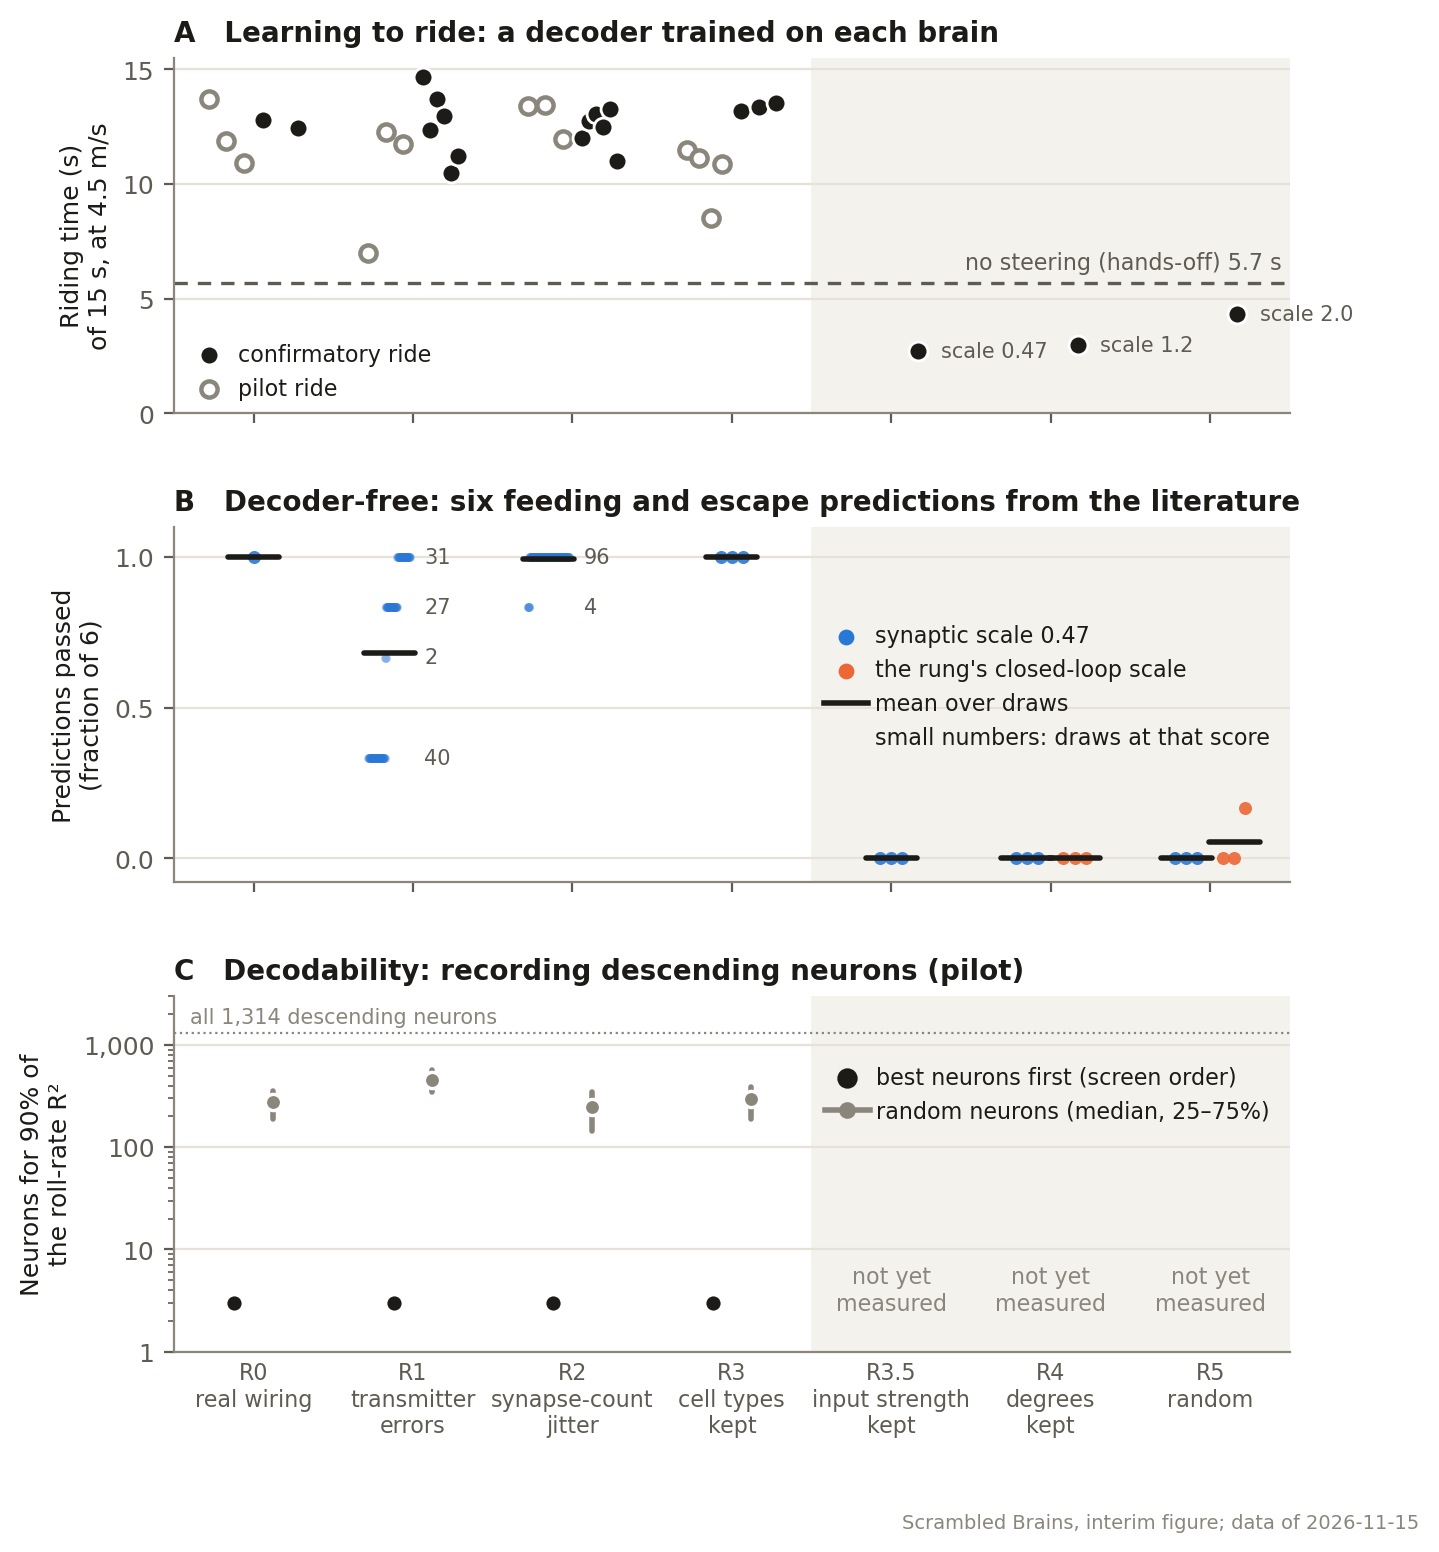 A Learning to ride: a decoder trained on each brain
Riding time (s)
of 15 s, at 4.5 m/s
15
10
5
0
no steering (hands-off) 5.7 s
scale 0.47
scale 1.2
scale 2.0
confirmatory ride
pilot ride
B Decoder-free: six feeding and escape predictions from the literature
Predictions passed
(fraction of 6)
1.0
0.5
0.0
31
27
2
40
96
4
synaptic scale 0.47
the rung's closed-loop scale
mean over draws
small numbers: draws at that score
C Decodability: recording descending neurons (pilot)
Neurons for 90% of
the roll-rate R²
all 1,314 descending neurons
1,000
100
10
1
best neurons first (screen order)
random neurons (median, 25–75%)
not yet
measured
not yet
measured
not yet
measured
R0
real wiring
R1
transmitter
errors
R2
synapse-count
jitter
R3
cell types
kept
R3.5
input strength
kept
R4
degrees
kept
R5
random
Scrambled Brains, interim figure; data of 2026-11-15